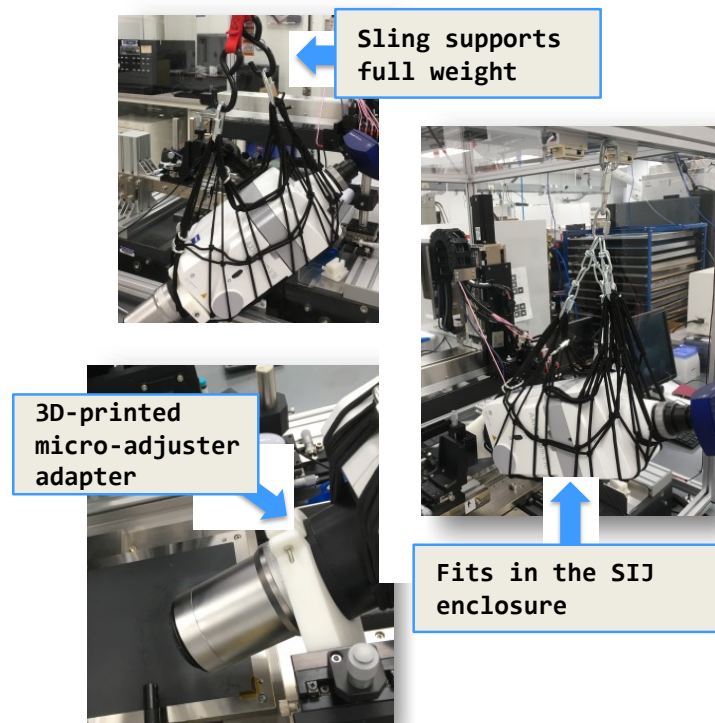 Sling supports
full weight
3D-printed
micro-adjuster
adapter
Fits in the SIJ
enclosure